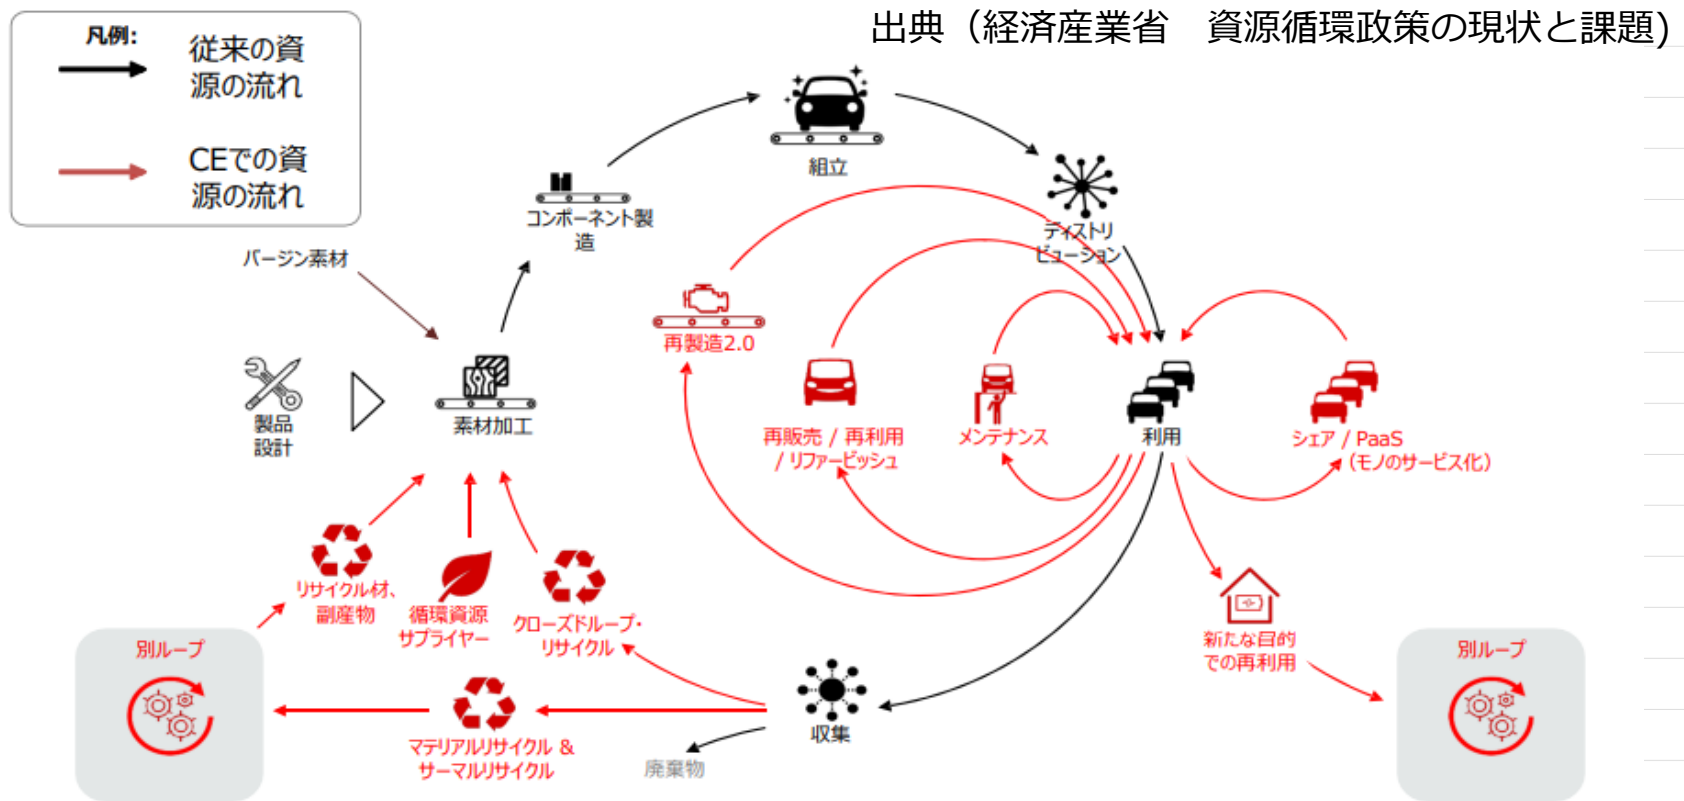 出典（経済産業省　資源循環政策の現状と課題)
凡例:
従来の資
源の流れ
CEでの資
源の流れ
組立
コンポーネント製
造
ディストリ
ビューション
バージン素材
再製造2.0
製品
設計
素材加工
再販売 / 再利用
/ リファービッシュ
メンテナンス
利用
シェア / PaaS
（モノのサービス化）
リサイクル材、
副産物
循環資源
サプライヤー
クローズドループ・
リサイクル
新たな目的
での再利用
別ループ
別ループ
マテリアルリサイクル &
サーマルリサイクル
収集
廃棄物